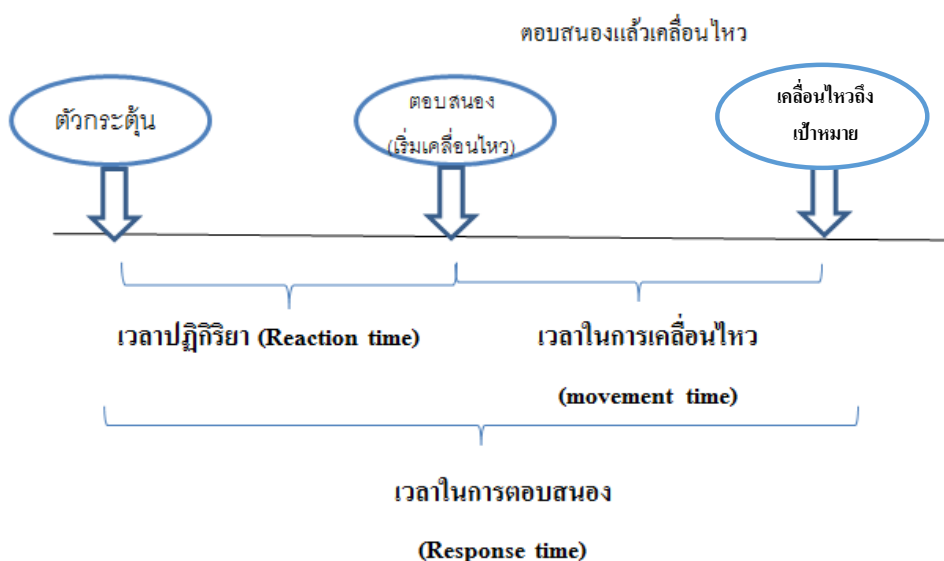 ตอบสนองแล้วเคลื่อนไหว
ตัวกระตุ้น
ตอบสนอง
(เริ่มเคลื่อนไหว)
เคลื่อนไหวถึง
เป้าหมาย
เวลาปฏิกิริยา (Reaction time)
เวลาในการเคลื่อนไหว
(movement time)
เวลาในการตอบสนอง
(Response time)